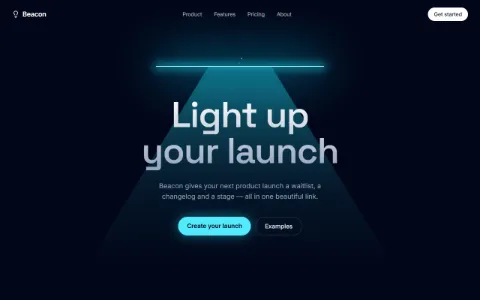 Beacon
Product
Features
Pricing
About
Get started
Light up
your launch
Beacon gives your next product launch a waitlist, a
changelog and a stage — all in one beautiful link.
Create your launch
Examples